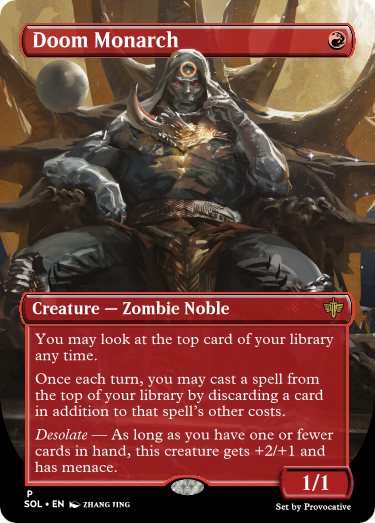 Doom Monarch
Creature — Zombie Noble
You may look at the top card of your library
any time.
Once each turn, you may cast a spell from
the top of your library by discarding a card
in addition to that spell's other costs.
Desolate — As long as you have one or fewer
cards in hand, this creature gets +2/+1 and
has menace.
1/1
P
SOL • EN ZHANG JING
Set by Provocative